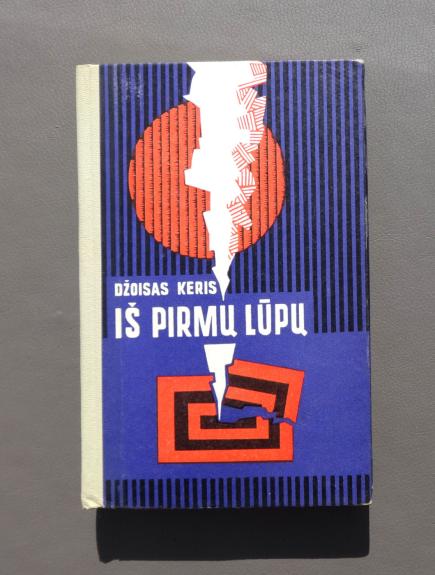 DŽOISAS KERIS
IŠ PIRMŲ LŪPŲ